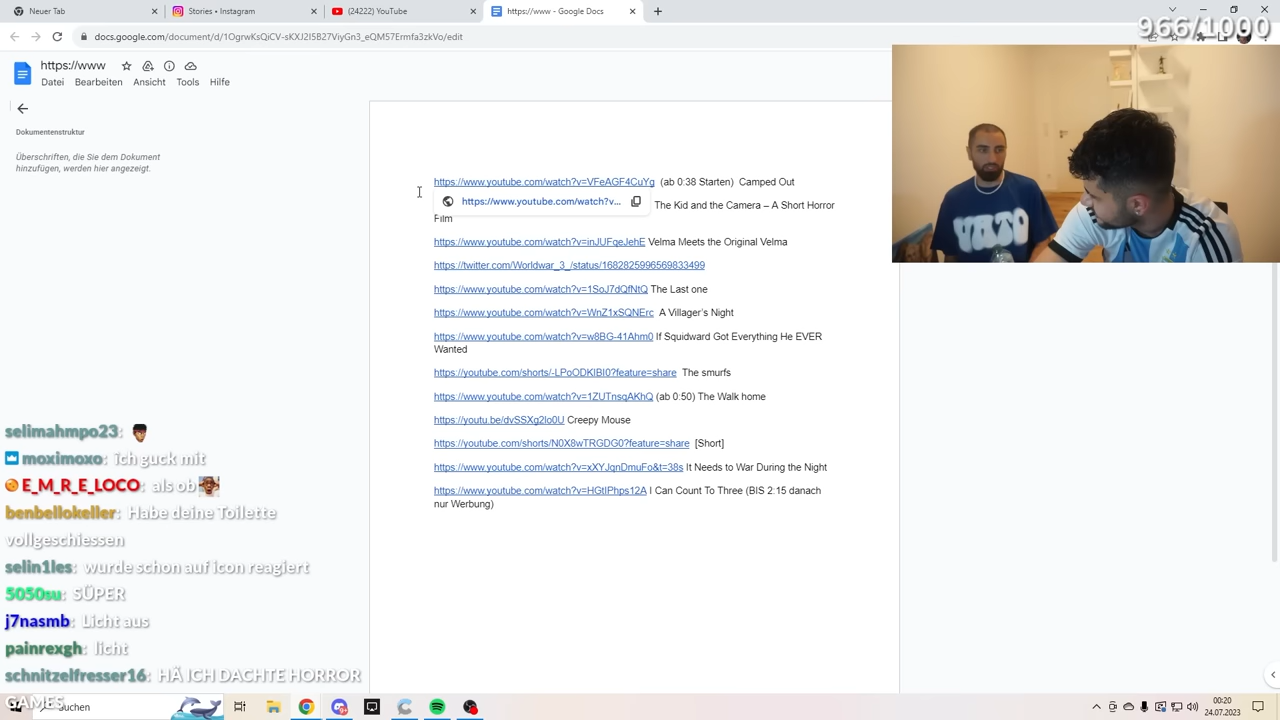 Neuer Tab
Stories • Instagram
(24222) YouTube
https://www - Google Docs
966/1000
docs.google.com/document/d/1OgrwKsQiCV-sKXJ2I5B27ViyGn3_eQM57Ermfa3zkVo/edit
https://www
Datei Bearbeiten Ansicht Tools Hilfe
Dokumentenstruktur
Überschriften, die Sie dem Dokument
hinzufügen, werden hier angezeigt.
https://www.youtube.com/watch?v=VFeAGF4CuYg (ab 0:38 Starten) Camped Out
https://www.youtube.com/watch?v...
The Kid and the Camera – A Short Horror
Film
https://www.youtube.com/watch?v=inJUFqeJehE Velma Meets the Original Velma
https://twitter.com/Worldwar_3_/status/1682825996569833499
https://www.youtube.com/watch?v=1SoJ7dQfNtQ The Last one
https://www.youtube.com/watch?v=WnZ1xSQNErc A Villager's Night
https://www.youtube.com/watch?v=w8BG-41Ahm0 If Squidward Got Everything He EVER
Wanted
https://youtube.com/shorts/-LPoODKlBI0?feature=share The smurfs
https://www.youtube.com/watch?v=1ZUTnsqAKhQ (ab 0:50) The Walk home
https://youtu.be/dvSSXg2lo0U Creepy Mouse
https://youtube.com/shorts/N0X8wTRGDG0?feature=share [Short]
https://www.youtube.com/watch?v=xXYJqnDmuFo&t=38s It Needs to War During the Night
https://www.youtube.com/watch?v=HGtIPhps12A I Can Count To Three (BIS 2:15 danach
nur Werbung)
selimahmpo23:
moximoxo: ich guck mit
E_M_R_E_LOCO: als ob
benbellokeller: Habe deine Toilette
vollgeschiessen
selin1les: wurde schon auf icon reagiert
5050su: SÜPER
j7nasmb: Licht aus
painrexgh: licht
schnitzelfresser16: HÄ ICH DACHTE HORROR
GAMES
00:20
24.07.2023